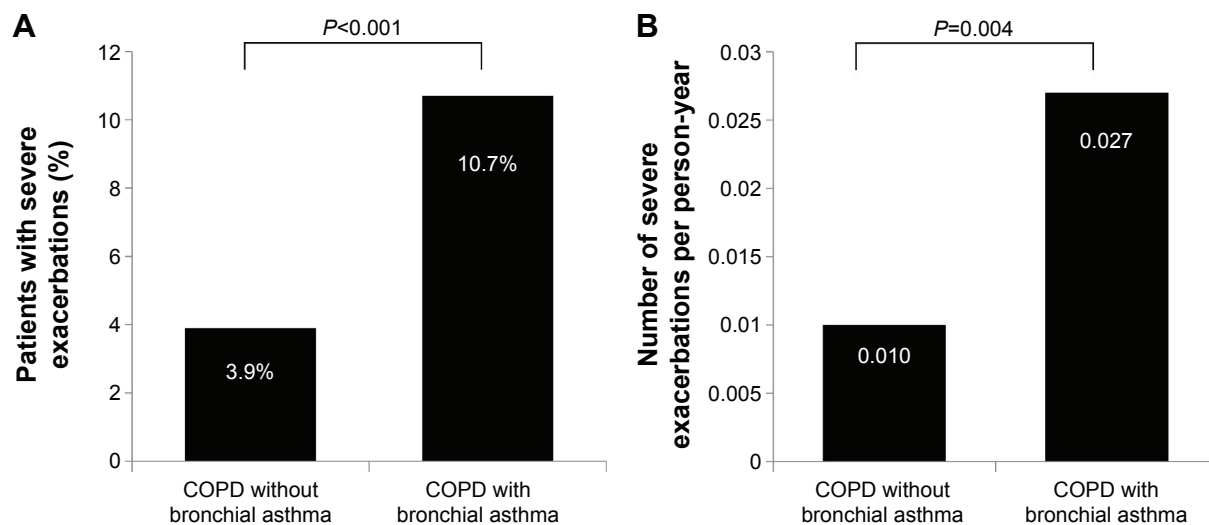 A
P<0.001
Patients with severe
exacerbations (%)
12
10
8
6
4
2
0
3.9%
10.7%
COPD without
bronchial asthma
COPD with
bronchial asthma
B
P=0.004
Number of severe
exacerbations per person-year
0.03
0.025
0.02
0.015
0.01
0.005
0
0.010
0.027
COPD without
bronchial asthma
COPD with
bronchial asthma